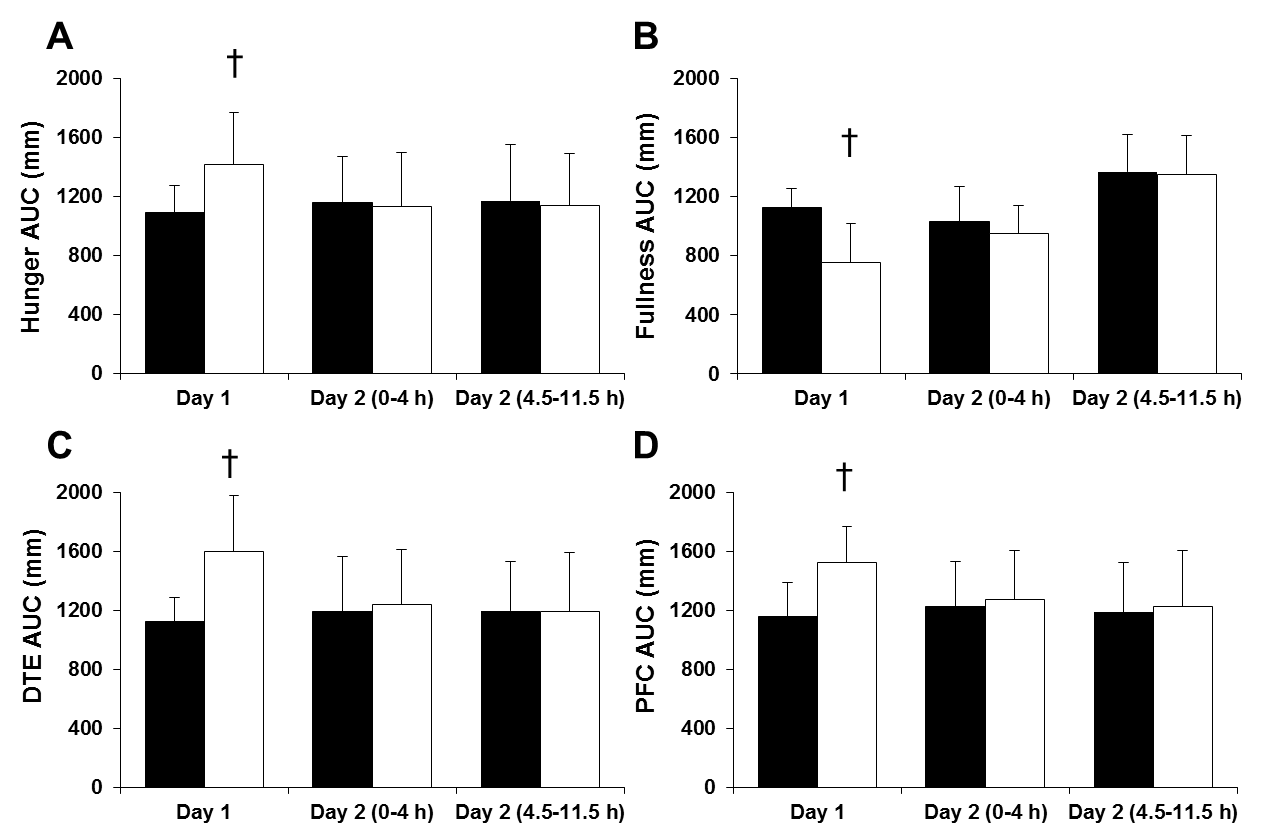 A
†
2000
1600
1200
800
400
0
Hunger AUC (mm)
Day 1
Day 2 (0-4 h)
Day 2 (4.5-11.5 h)
B
†
2000
1600
1200
800
400
0
Fullness AUC (mm)
Day 1
Day 2 (0-4 h)
Day 2 (4.5-11.5 h)
C
†
2000
1600
1200
800
400
0
DTE AUC (mm)
Day 1
Day 2 (0-4 h)
Day 2 (4.5-11.5 h)
D
†
2000
1600
1200
800
400
0
PFC AUC (mm)
Day 1
Day 2 (0-4 h)
Day 2 (4.5-11.5 h)